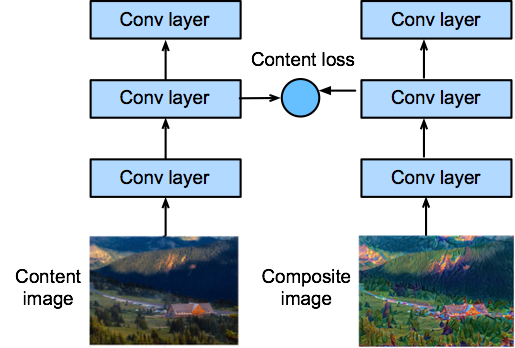 Conv layer
Conv layer
Content loss
Conv layer
Conv layer
Conv layer
Conv layer
Content
image
Composite
image